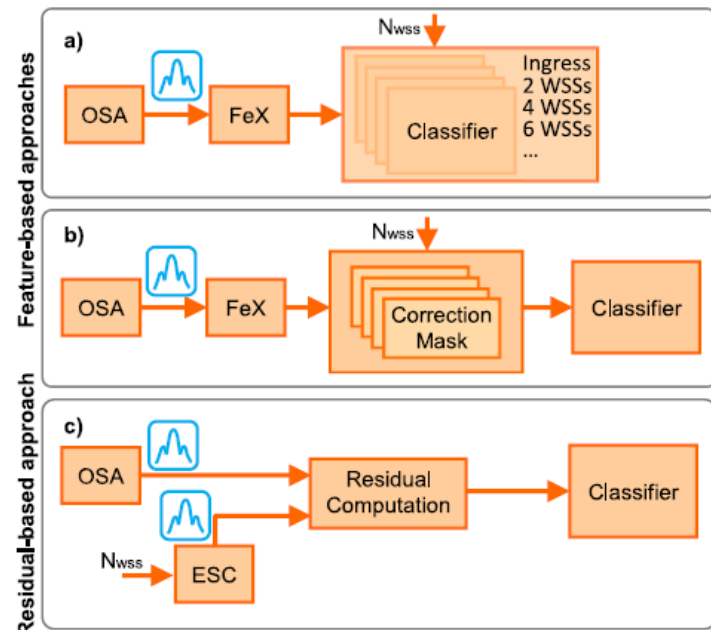 Feature-based approaches
a)
Nwss
OSA
FeX
Classifier
Ingress
2 WSSs
4 WSSs
6 WSSs
...
b)
Nwss
OSA
FeX
Correction
Mask
Classifier
Residual-based approach
c)
OSA
Residual
Computation
Classifier
Nwss
ESC